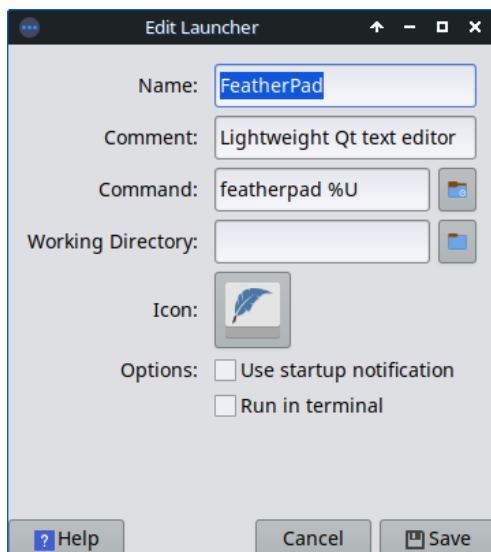 Edit Launcher
Name: FeatherPad
Comment: Lightweight Qt text editor
Command: featherpad %U
Working Directory:
Icon:
Options: Use startup notification
Run in terminal
? Help Cancel Save